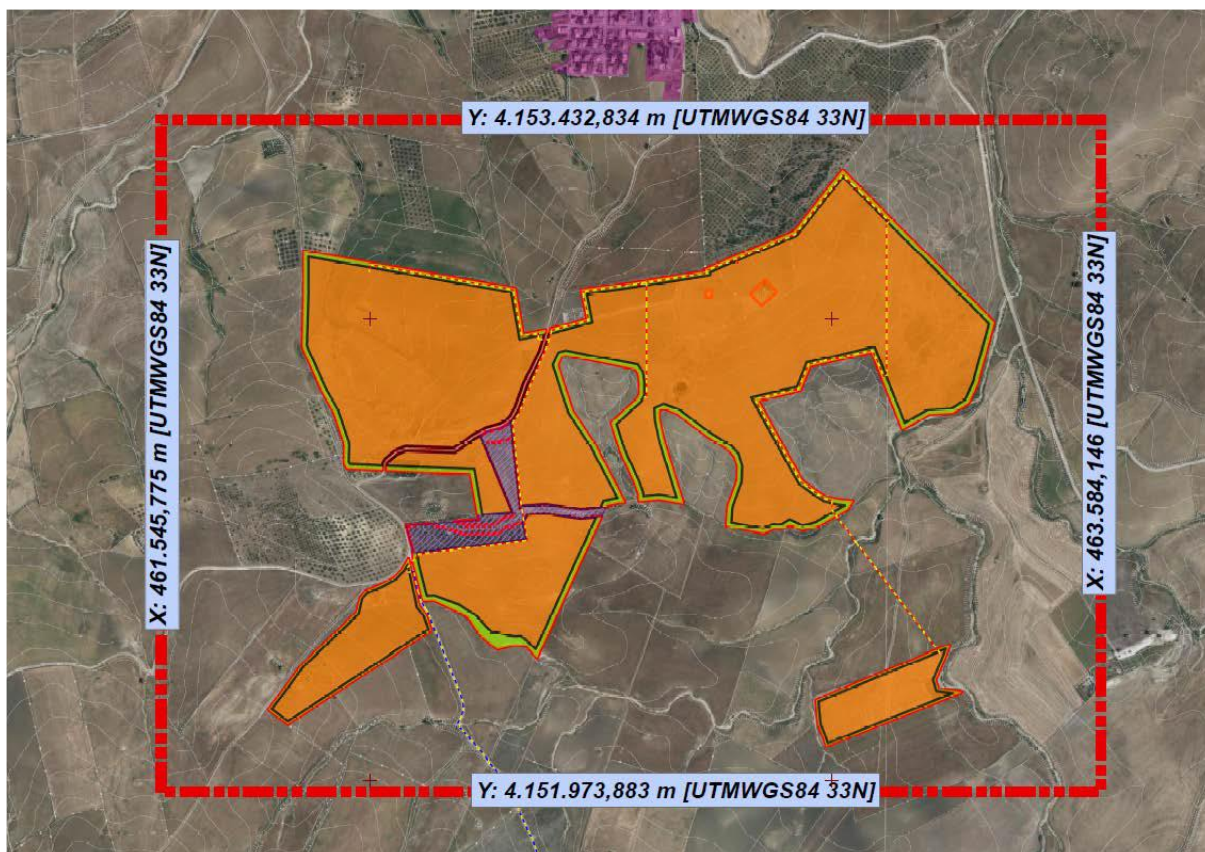 Y: 4.153.432,834 m [UTMWGS84 33N]
X: 461.545,775 m [UTMWGS84 33N]
X: 463.584,146 [UTMWGS84 33N]
Y: 4.151.973,883 m [UTMWGS84 33N]